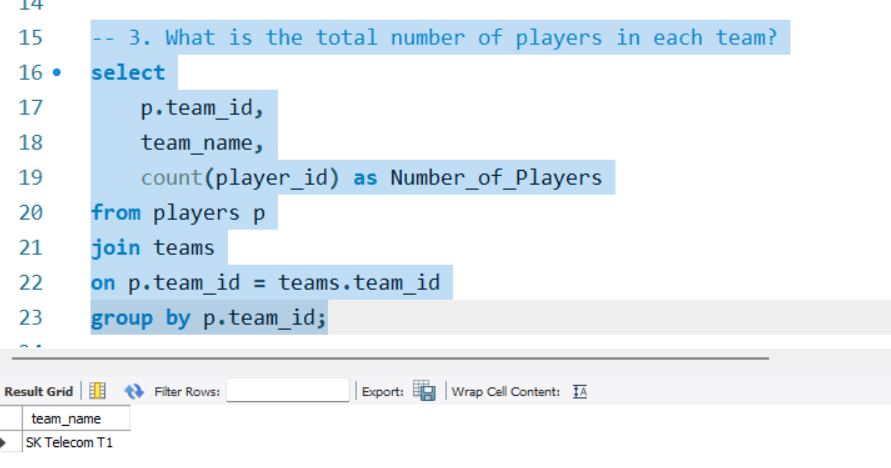 14
15 -- 3. What is the total number of players in each team?
16 select
17 p.team_id,
18 team_name,
19 count(player_id) as Number_of_Players
20 from players p
21 join teams
22 on p.team_id = teams.team_id
23 group by p.team_id;
Result Grid Filter Rows: Export: Wrap Cell Content: IA
team_name
SK Telecom T1